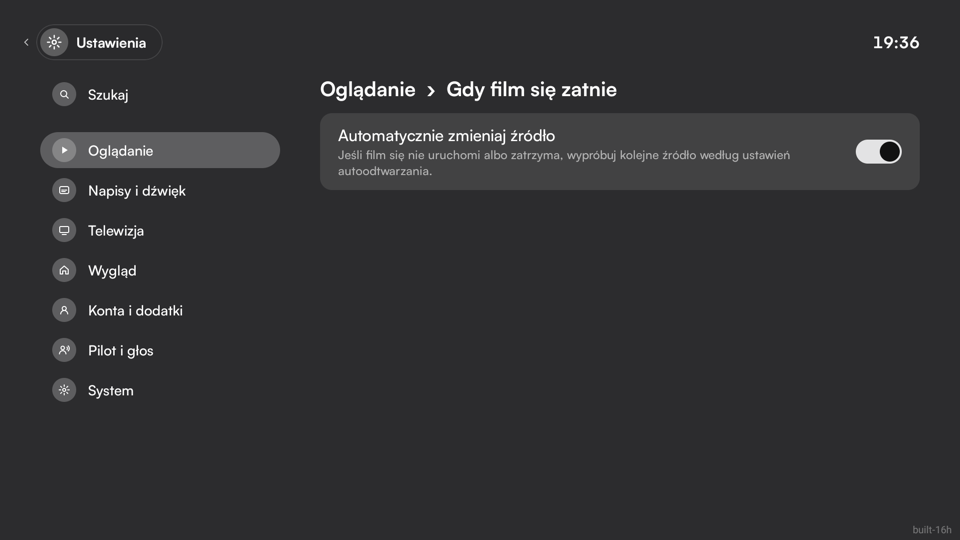 Ustawienia
19:36
Szukaj
Oglądanie
Napisy i dźwięk
Telewizja
Wygląd
Konta i dodatki
Pilot i głos
System
Oglądanie › Gdy film się zatnie
Automatycznie zmieniaj źródło
Jeśli film się nie uruchomi albo zatrzyma, wypróbuj kolejne źródło według ustawień
autoodtwarzania.
built-16h